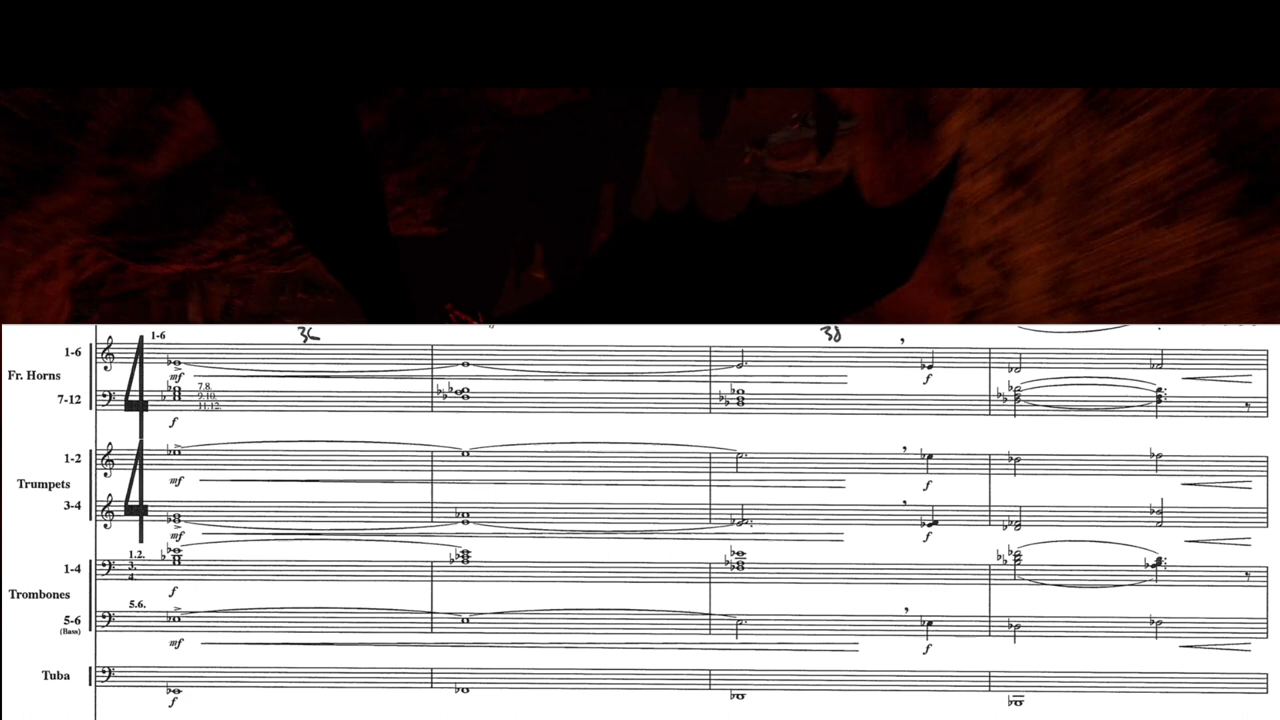 36 38
1-6
1-6
mf f
Fr. Horns
7-12
7.8.
9.10.
11.12.
f
4
1-2
mf f
Trumpets
3-4
mf f
4
1-4
1.2.
3.
4
f
Trombones
5-6
(Bass)
5.6.
mf f
Tuba
f